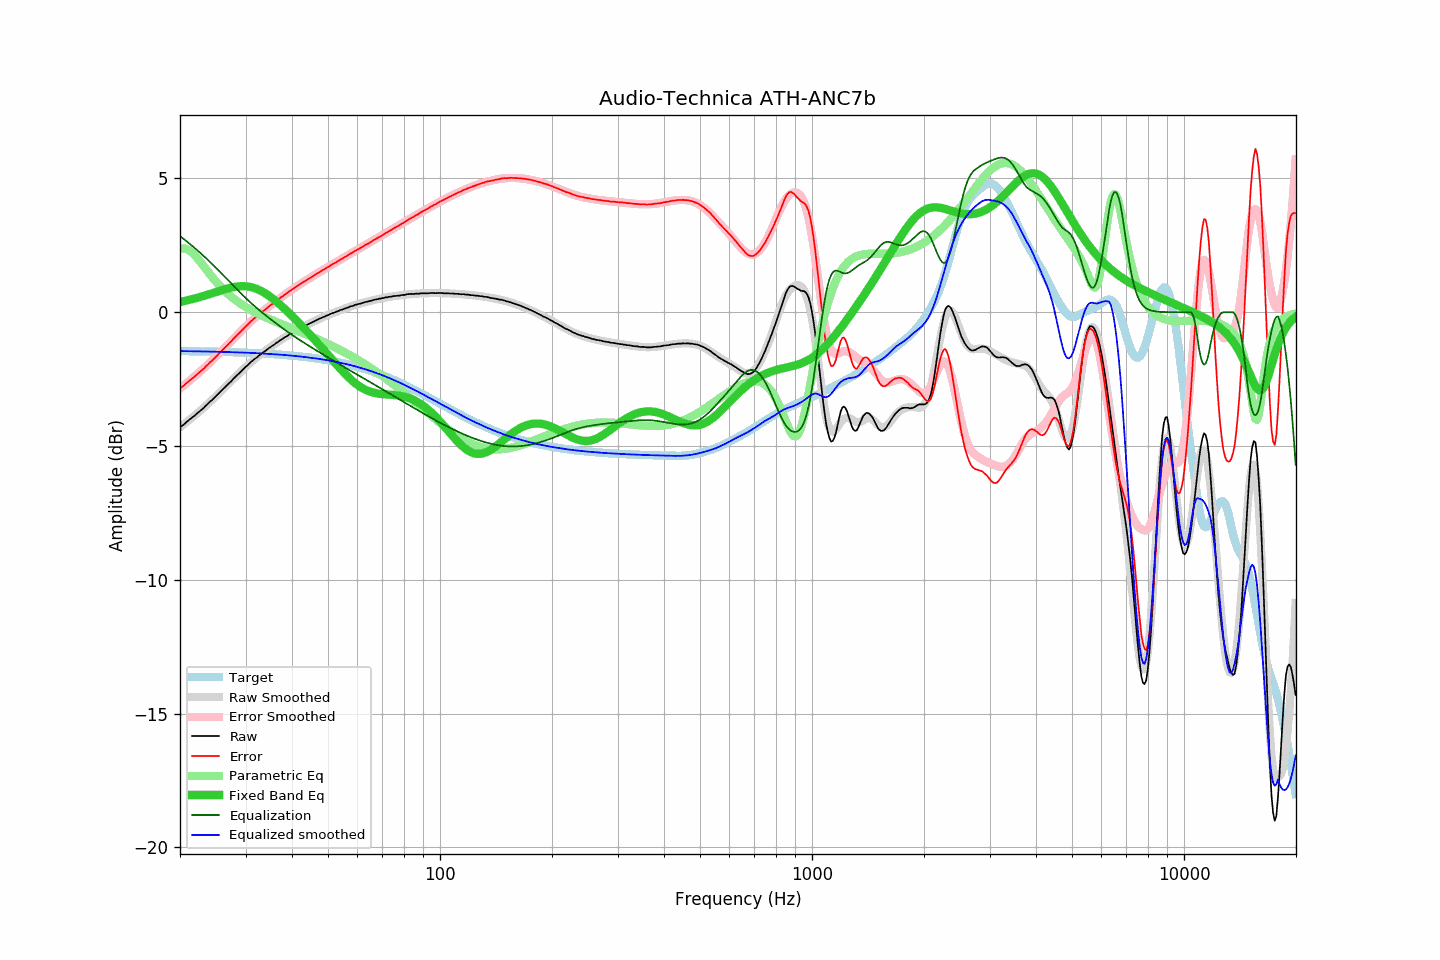 Audio-Technica ATH-ANC7b
Amplitude (dBr)
5
0
−5
−10
−15
−20
Target
Raw Smoothed
Error Smoothed
Raw
Error
Parametric Eq
Fixed Band Eq
Equalization
Equalized smoothed
100
1000
10000
Frequency (Hz)